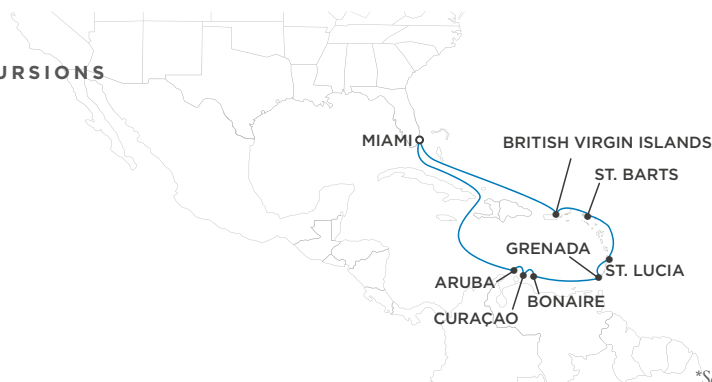 URSIONS
MIAMI
BRITISH VIRGIN ISLANDS
ST. BARTS
GRENADA
ST. LUCIA
ARUBA
BONAIRE
CURAÇAO